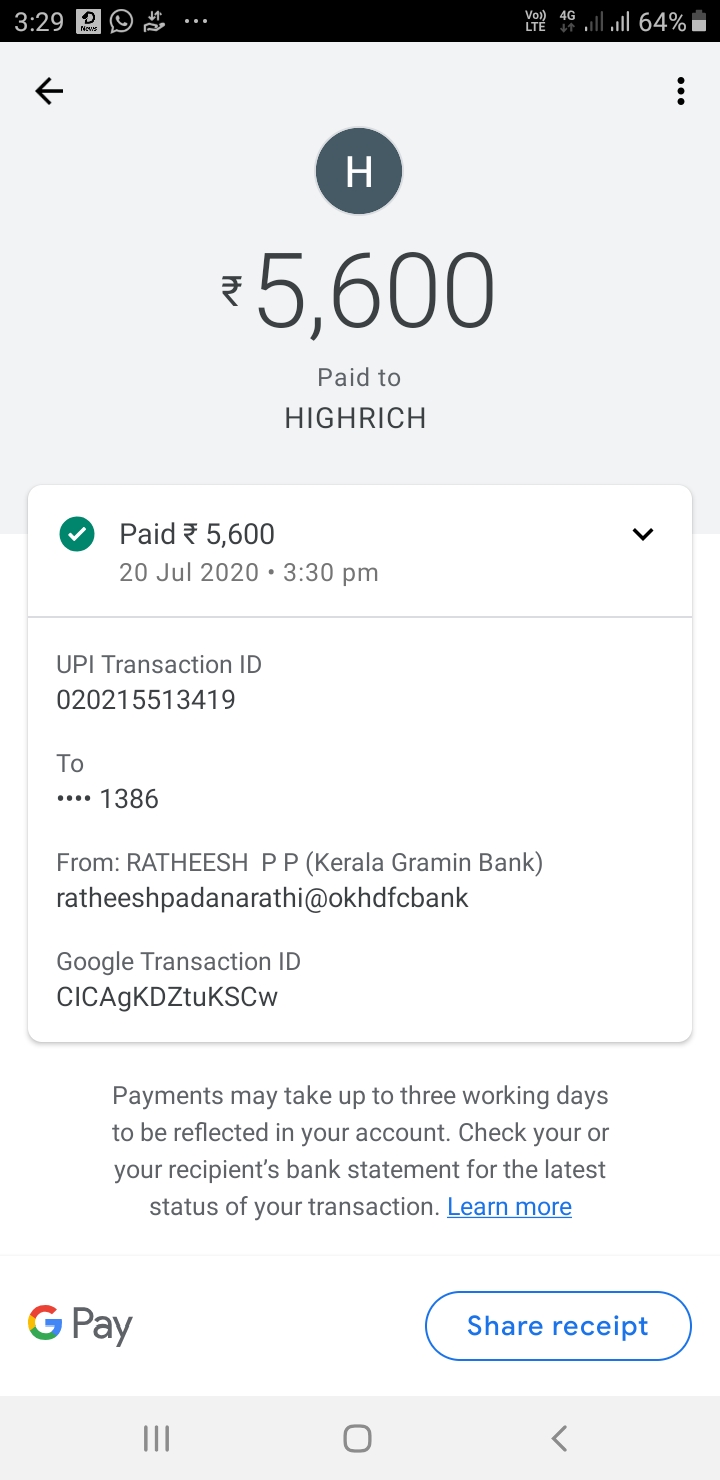 3:29 News ... Vo)) LTE 4G 64%
H
₹5,600
Paid to
HIGHRICH
Paid ₹ 5,600
20 Jul 2020 • 3:30 pm
UPI Transaction ID
020215513419
To
•••• 1386
From: RATHEESH  P P (Kerala Gramin Bank)
ratheeshpadanarathi@okhdfcbank
Google Transaction ID
CICAgKDZtuKSCw
Payments may take up to three working days
to be reflected in your account. Check your or
your recipient's bank statement for the latest
status of your transaction. Learn more
G Pay
Share receipt